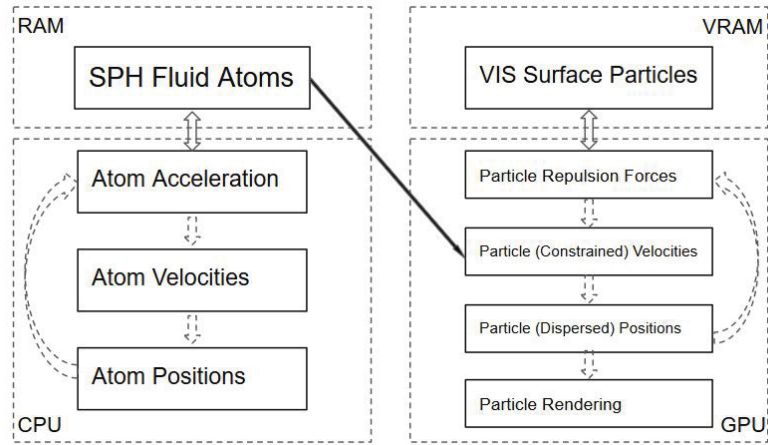 RAM
SPH Fluid Atoms
Atom Acceleration
Atom Velocities
Atom Positions
CPU
VRAM
VIS Surface Particles
Particle Repulsion Forces
Particle (Constrained) Velocities
Particle (Dispersed) Positions
Particle Rendering
GPU